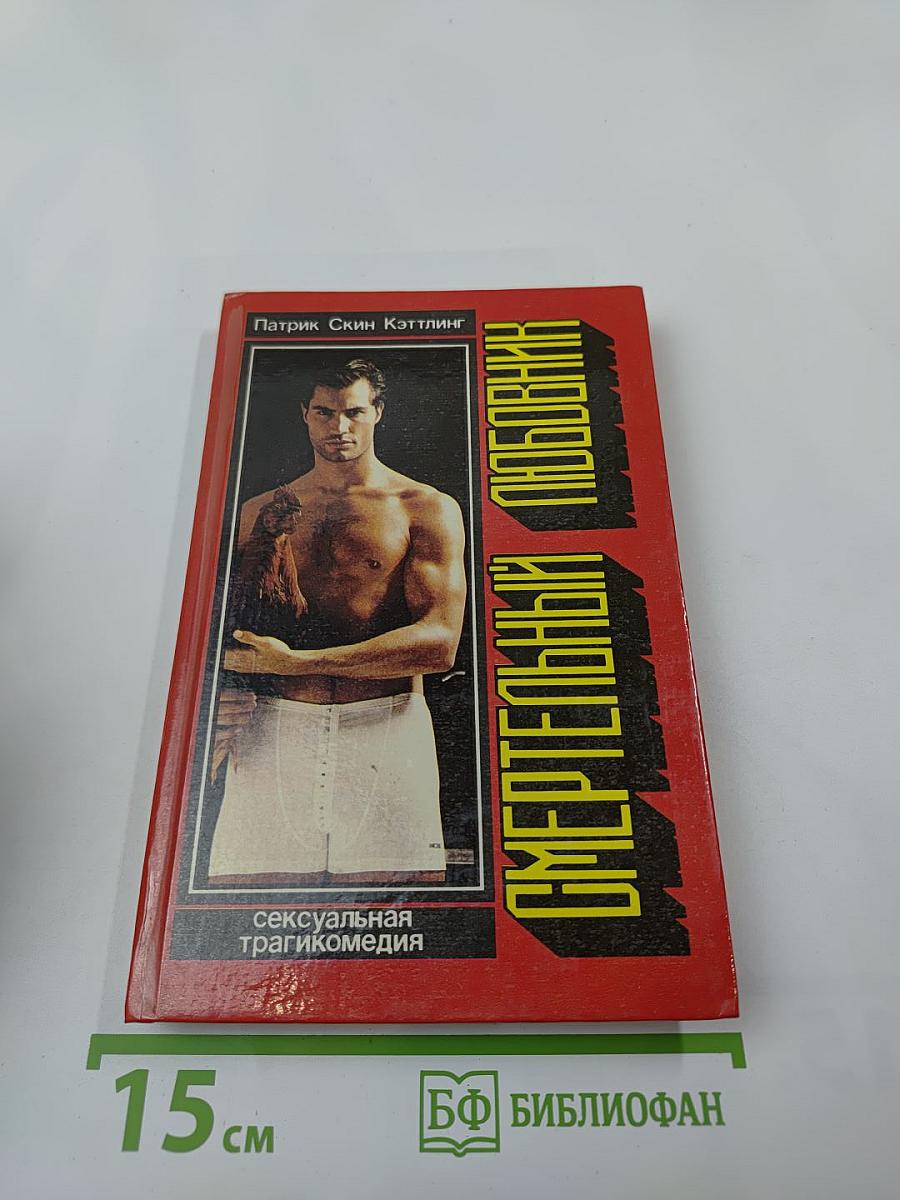 Патрик Скин Кэттлинг
СМЕРТЕЛЬНЫЙ ЛЮБОВНИК
сексуальная
трагикомедия
15 см
БФ БИБЛИОФАН